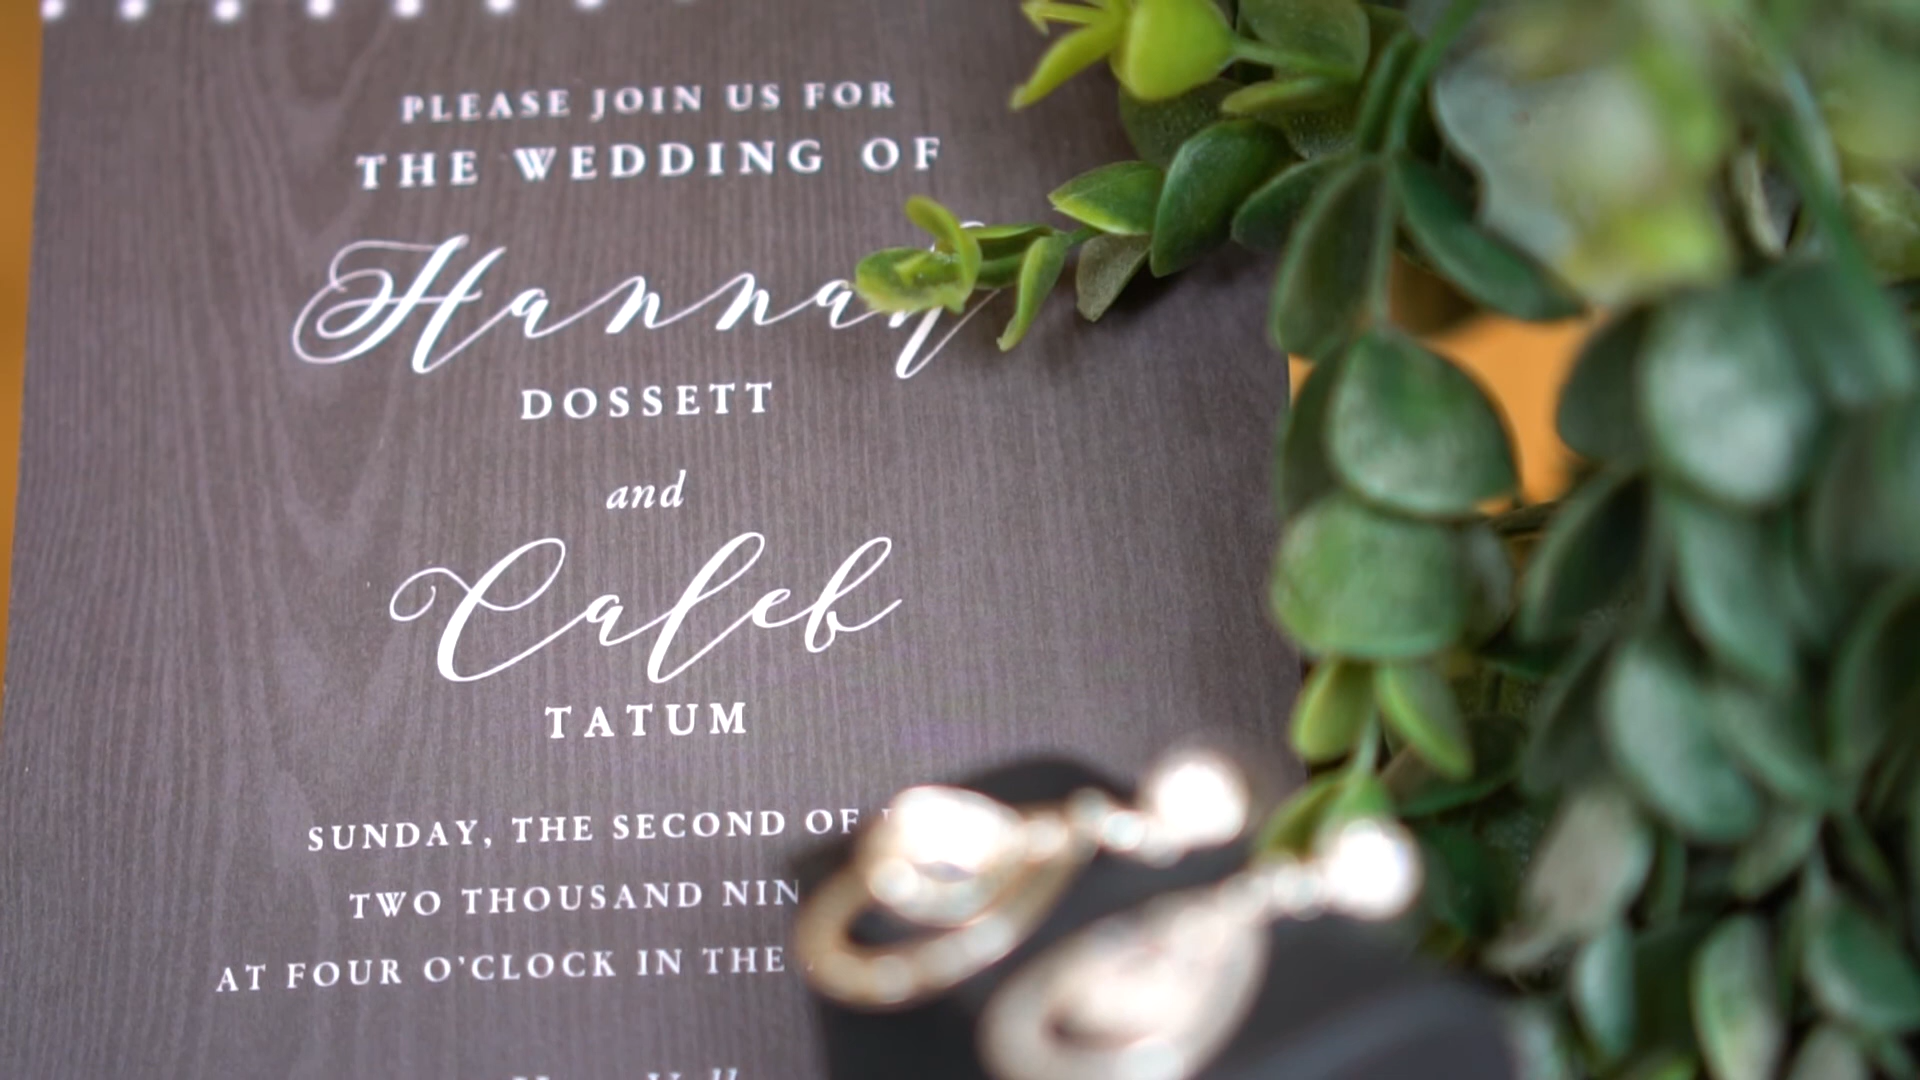 PLEASE JOIN US FOR
THE WEDDING OF
Hannah
DOSSETT
and
Caleb
TATUM
SUNDAY, THE SECOND OF
TWO THOUSAND NIN
AT FOUR O'CLOCK IN THE